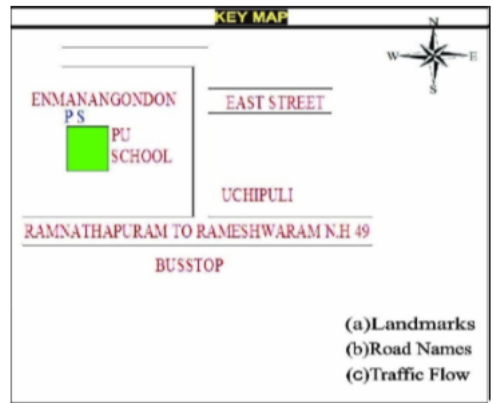 KEY MAP
N
W E
S
ENMANANGONDON
P S
PU
SCHOOL
EAST STREET
UCHIPULI
RAMNATHAPURAM TO RAMESHWARAM N.H 49
BUSSTOP
(a)Landmarks
(b)Road Names
(c)Traffic Flow